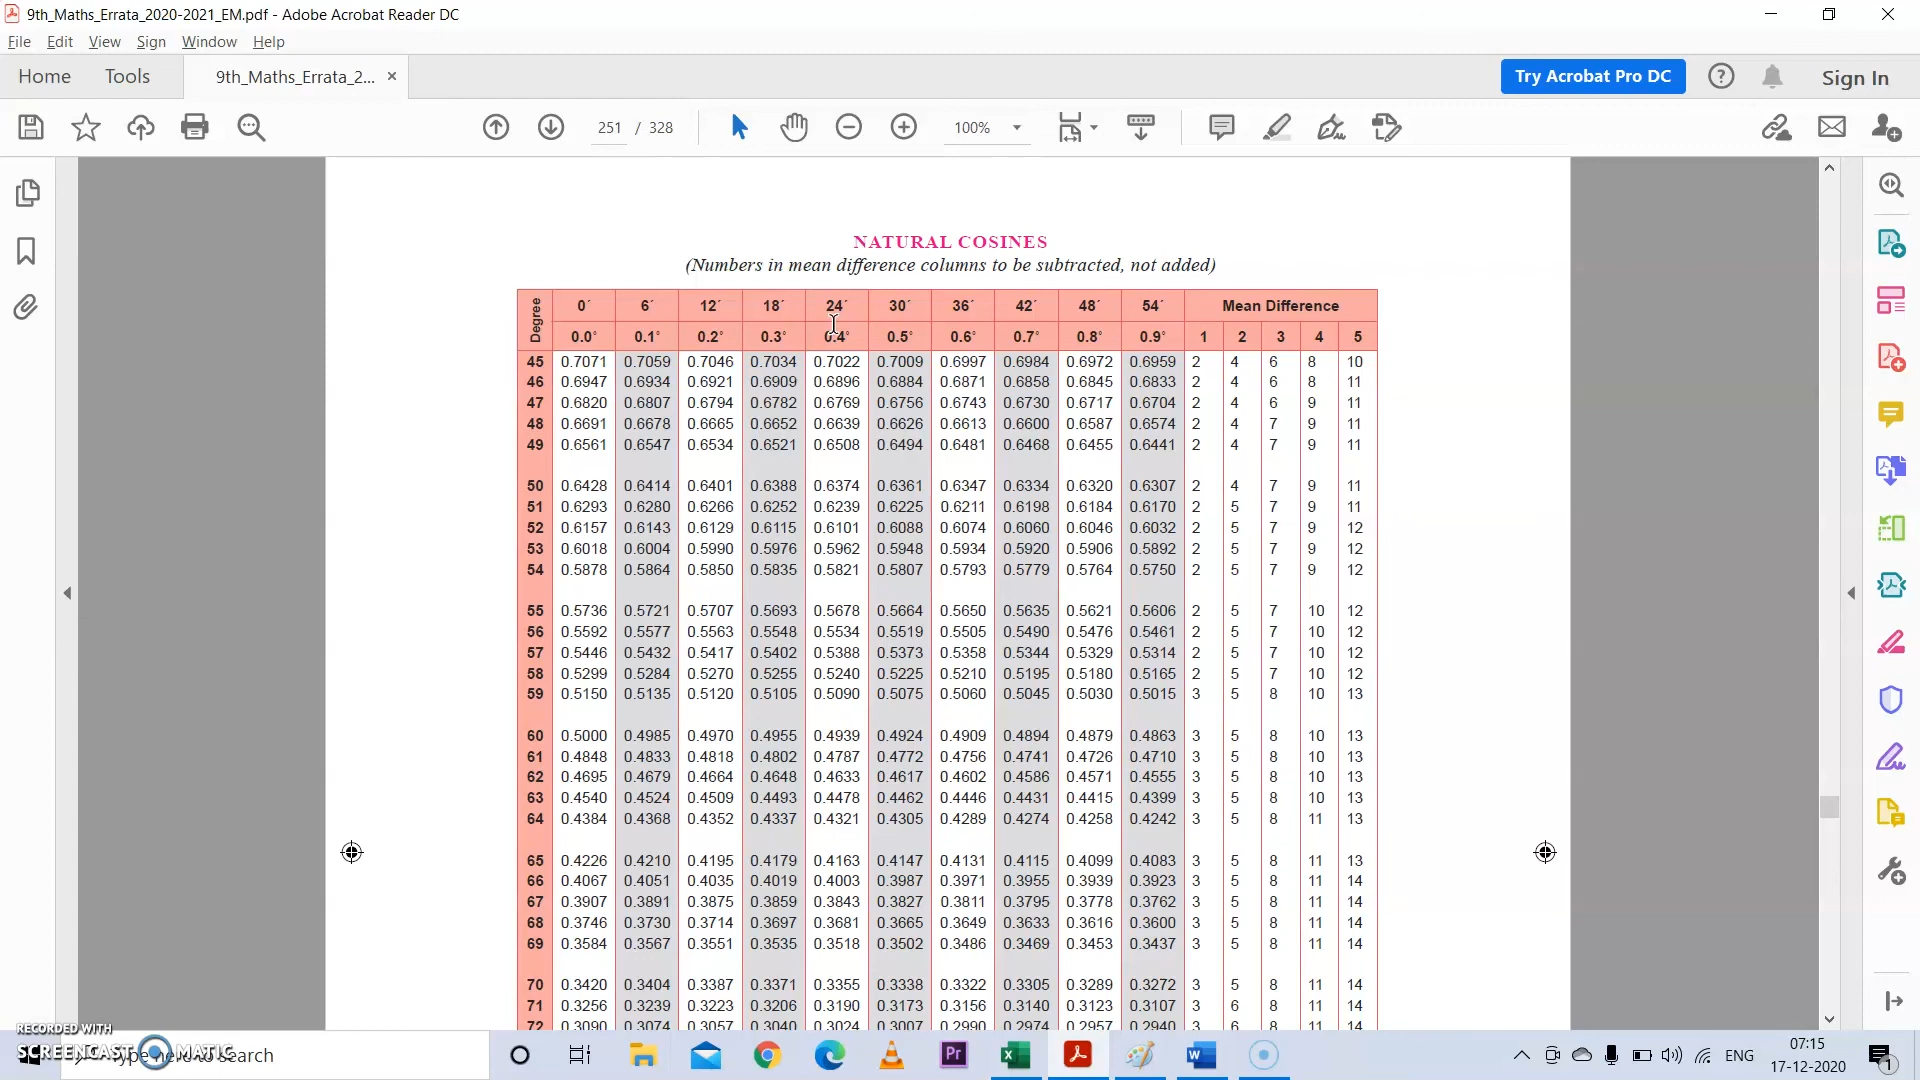 9th_Maths_Errata_2020-2021_EM.pdf - Adobe Acrobat Reader DC
File Edit View Sign Window Help
Home Tools 9th_Maths_Errata_2... × Try Acrobat Pro DC Sign In
251 / 328 100%
NATURAL COSINES
(Numbers in mean difference columns to be subtracted, not added)
Degree 0´ 6´ 12´ 18´ 24´ 30´ 36´ 42´ 48´ 54´ Mean Difference
0.0° 0.1° 0.2° 0.3° 0.4° 0.5° 0.6° 0.7° 0.8° 0.9° 1 2 3 4 5
45 0.7071 0.7059 0.7046 0.7034 0.7022 0.7009 0.6997 0.6984 0.6972 0.6959 2 4 6 8 10
46 0.6947 0.6934 0.6921 0.6909 0.6896 0.6884 0.6871 0.6858 0.6845 0.6833 2 4 6 8 11
47 0.6820 0.6807 0.6794 0.6782 0.6769 0.6756 0.6743 0.6730 0.6717 0.6704 2 4 6 9 11
48 0.6691 0.6678 0.6665 0.6652 0.6639 0.6626 0.6613 0.6600 0.6587 0.6574 2 4 7 9 11
49 0.6561 0.6547 0.6534 0.6521 0.6508 0.6494 0.6481 0.6468 0.6455 0.6441 2 4 7 9 11
50 0.6428 0.6414 0.6401 0.6388 0.6374 0.6361 0.6347 0.6334 0.6320 0.6307 2 4 7 9 11
51 0.6293 0.6280 0.6266 0.6252 0.6239 0.6225 0.6211 0.6198 0.6184 0.6170 2 5 7 9 11
52 0.6157 0.6143 0.6129 0.6115 0.6101 0.6088 0.6074 0.6060 0.6046 0.6032 2 5 7 9 12
53 0.6018 0.6004 0.5990 0.5976 0.5962 0.5948 0.5934 0.5920 0.5906 0.5892 2 5 7 9 12
54 0.5878 0.5864 0.5850 0.5835 0.5821 0.5807 0.5793 0.5779 0.5764 0.5750 2 5 7 9 12
55 0.5736 0.5721 0.5707 0.5693 0.5678 0.5664 0.5650 0.5635 0.5621 0.5606 2 5 7 10 12
56 0.5592 0.5577 0.5563 0.5548 0.5534 0.5519 0.5505 0.5490 0.5476 0.5461 2 5 7 10 12
57 0.5446 0.5432 0.5417 0.5402 0.5388 0.5373 0.5358 0.5344 0.5329 0.5314 2 5 7 10 12
58 0.5299 0.5284 0.5270 0.5255 0.5240 0.5225 0.5210 0.5195 0.5180 0.5165 2 5 7 10 12
59 0.5150 0.5135 0.5120 0.5105 0.5090 0.5075 0.5060 0.5045 0.5030 0.5015 3 5 8 10 13
60 0.5000 0.4985 0.4970 0.4955 0.4939 0.4924 0.4909 0.4894 0.4879 0.4863 3 5 8 10 13
61 0.4848 0.4833 0.4818 0.4802 0.4787 0.4772 0.4756 0.4741 0.4726 0.4710 3 5 8 10 13
62 0.4695 0.4679 0.4664 0.4648 0.4633 0.4617 0.4602 0.4586 0.4571 0.4555 3 5 8 10 13
63 0.4540 0.4524 0.4509 0.4493 0.4478 0.4462 0.4446 0.4431 0.4415 0.4399 3 5 8 10 13
64 0.4384 0.4368 0.4352 0.4337 0.4321 0.4305 0.4289 0.4274 0.4258 0.4242 3 5 8 11 13
65 0.4226 0.4210 0.4195 0.4179 0.4163 0.4147 0.4131 0.4115 0.4099 0.4083 3 5 8 11 13
66 0.4067 0.4051 0.4035 0.4019 0.4003 0.3987 0.3971 0.3955 0.3939 0.3923 3 5 8 11 14
67 0.3907 0.3891 0.3875 0.3859 0.3843 0.3827 0.3811 0.3795 0.3778 0.3762 3 5 8 11 14
68 0.3746 0.3730 0.3714 0.3697 0.3681 0.3665 0.3649 0.3633 0.3616 0.3600 3 5 8 11 14
69 0.3584 0.3567 0.3551 0.3535 0.3518 0.3502 0.3486 0.3469 0.3453 0.3437 3 5 8 11 14
70 0.3420 0.3404 0.3387 0.3371 0.3355 0.3338 0.3322 0.3305 0.3289 0.3272 3 5 8 11 14
71 0.3256 0.3239 0.3223 0.3206 0.3190 0.3173 0.3156 0.3140 0.3123 0.3107 3 6 8 11 14
72 0.3090 0.3074 0.3057 0.3040 0.3024 0.3007 0.2990 0.2974 0.2957 0.2940 3 6 8 11 14
RECORDED WITH
SCREENCAST MATIC
Type here to search
Pr
ENG
07:15
17-12-2020
1